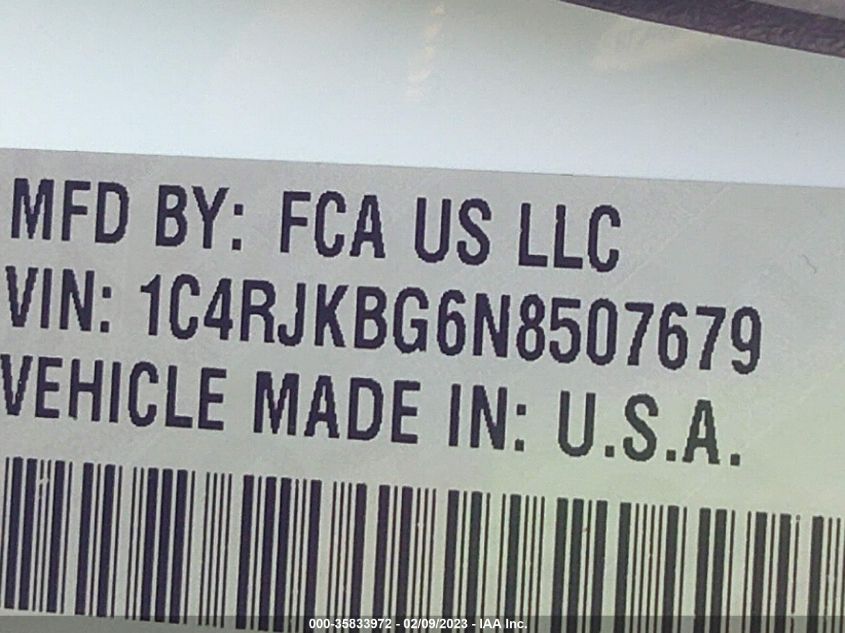 MFD BY: FCA US LLC
VIN: 1C4RJKBG6N8507679
VEHICLE MADE IN: U.S.A.
000-35833972 - 02/09/2023 - IAA Inc.